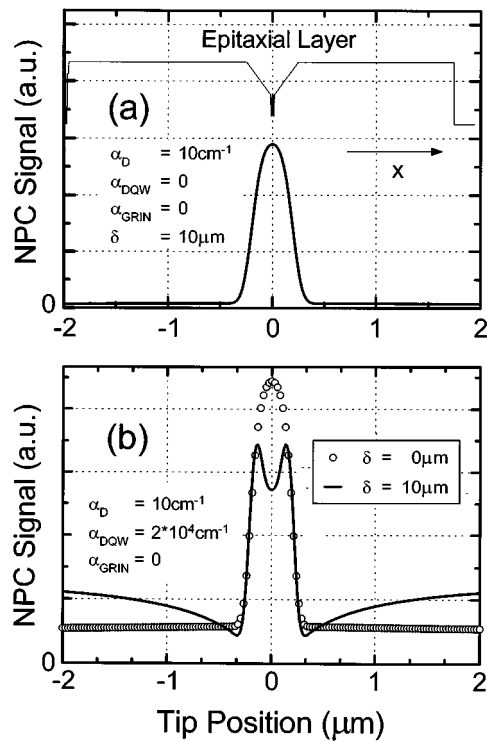 Epitaxial Layer
NPC Signal (a.u.)
(a)
α_D = 10cm⁻¹
α_DQW = 0
α_GRIN = 0
δ = 10μm
x
0
-2 -1 0 1 2
NPC Signal (a.u.)
(b)
δ = 0μm
δ = 10μm
α_D = 10cm⁻¹
α_DQW = 2*10⁴cm⁻¹
α_GRIN = 0
0
-2 -1 0 1 2
Tip Position (μm)